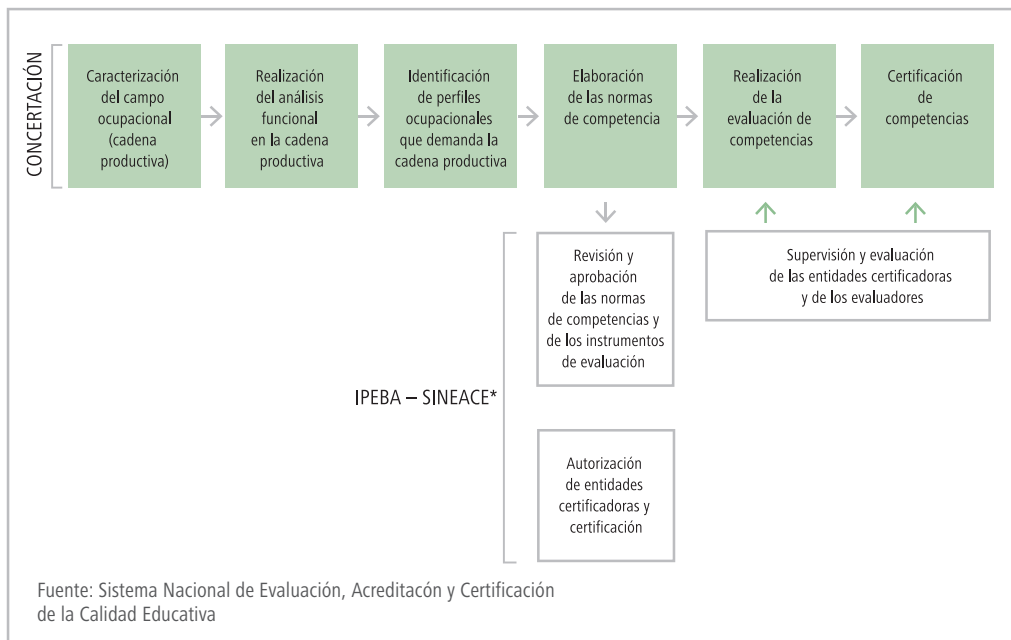 CONCERTACIÓN
Caracterización
del campo
ocupacional
(cadena
productiva)
Realización
del análisis
funcional
en la cadena
productiva
Identificación
de perfiles
ocupacionales
que demanda la
cadena productiva
Elaboración
de las normas
de competencia
Realización
de la
evaluación de
competencias
Certificación
de
competencias
Revisión y
aprobación
de las normas
de competencias y
de los instrumentos
de evaluación
Supervisión y evaluación
de las entidades certificadoras
y de los evaluadores
IPEBA – SINEACE*
Autorización
de entidades
certificadoras y
certificación
Fuente: Sistema Nacional de Evaluación, Acreditacón y Certificación
de la Calidad Educativa